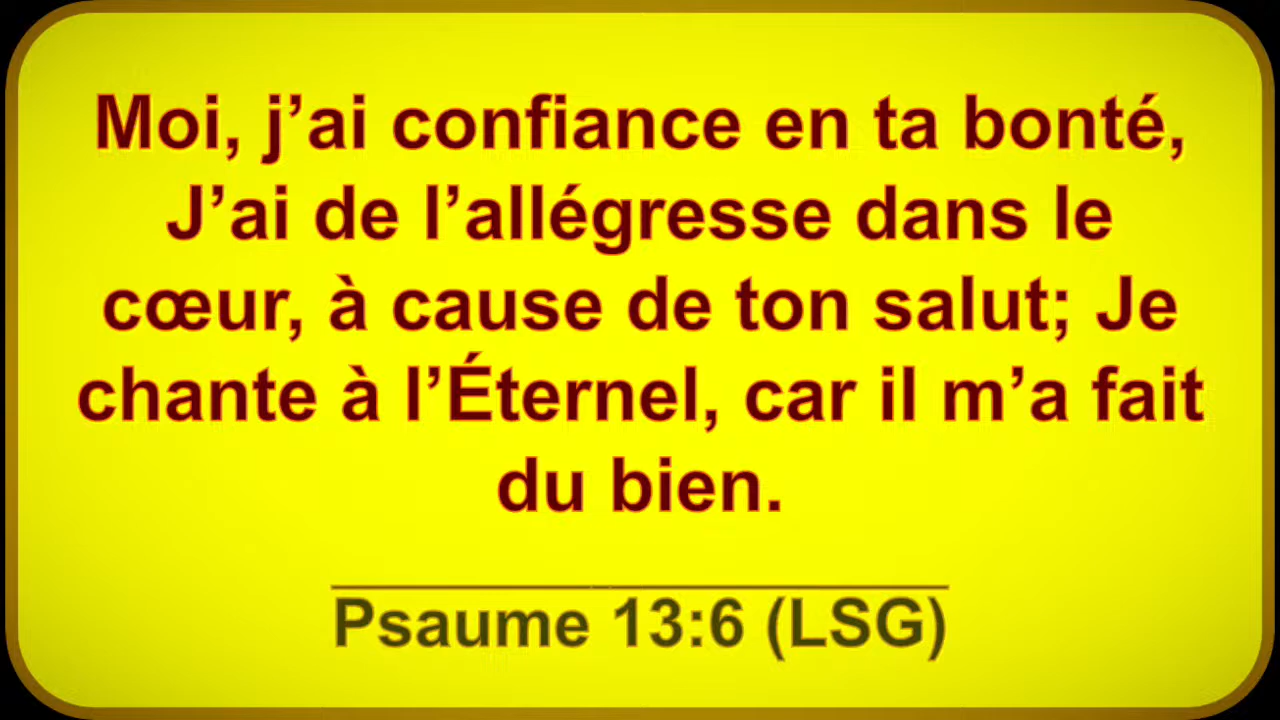 Moi, j’ai confiance en ta bonté,
J’ai de l’allégresse dans le
cœur, à cause de ton salut; Je
chante à l’Éternel, car il m’a fait
du bien.
Psaume 13:6 (LSG)